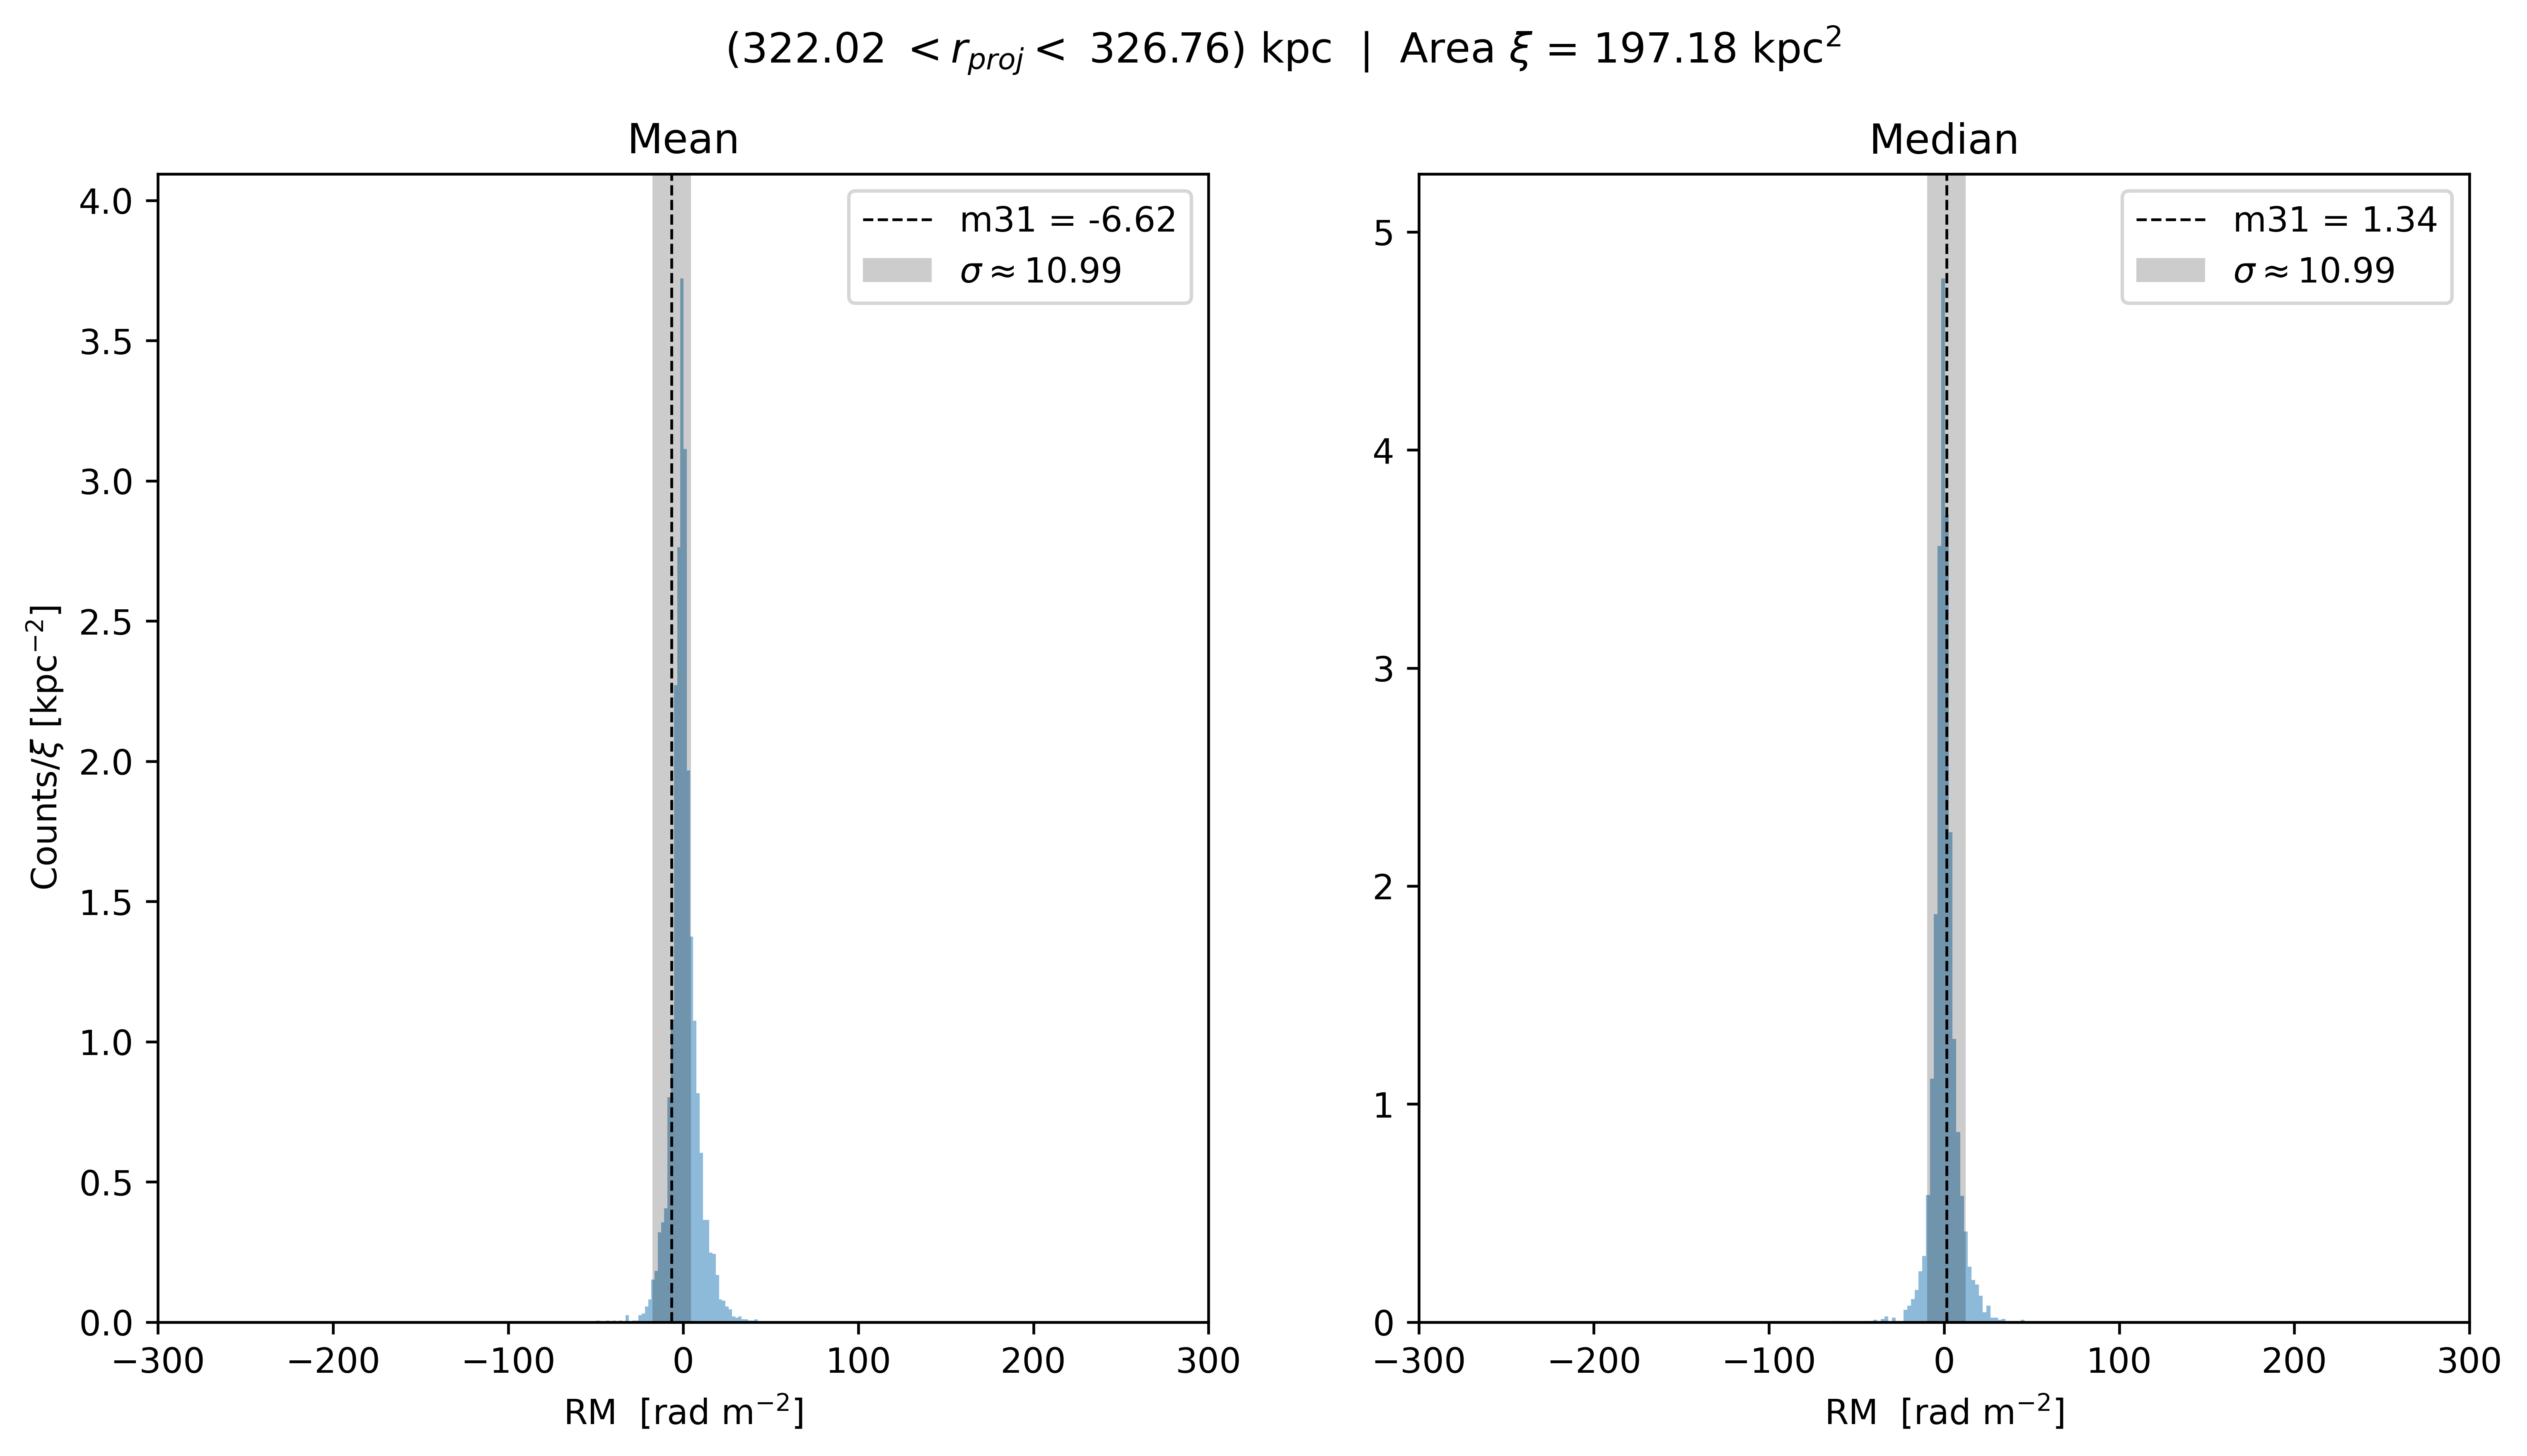 (322.02 < r_proj < 326.76) kpc | Area ξ = 197.18 kpc²
Mean
4.0
3.5
3.0
2.5
2.0
1.5
1.0
0.5
0.0
Counts/ξ [kpc⁻²]
m31 = -6.62
σ ≈ 10.99
−300 −200 −100 0 100 200 300
RM [rad m⁻²]
Median
5
4
3
2
1
0
m31 = 1.34
σ ≈ 10.99
−300 −200 −100 0 100 200 300
RM [rad m⁻²]